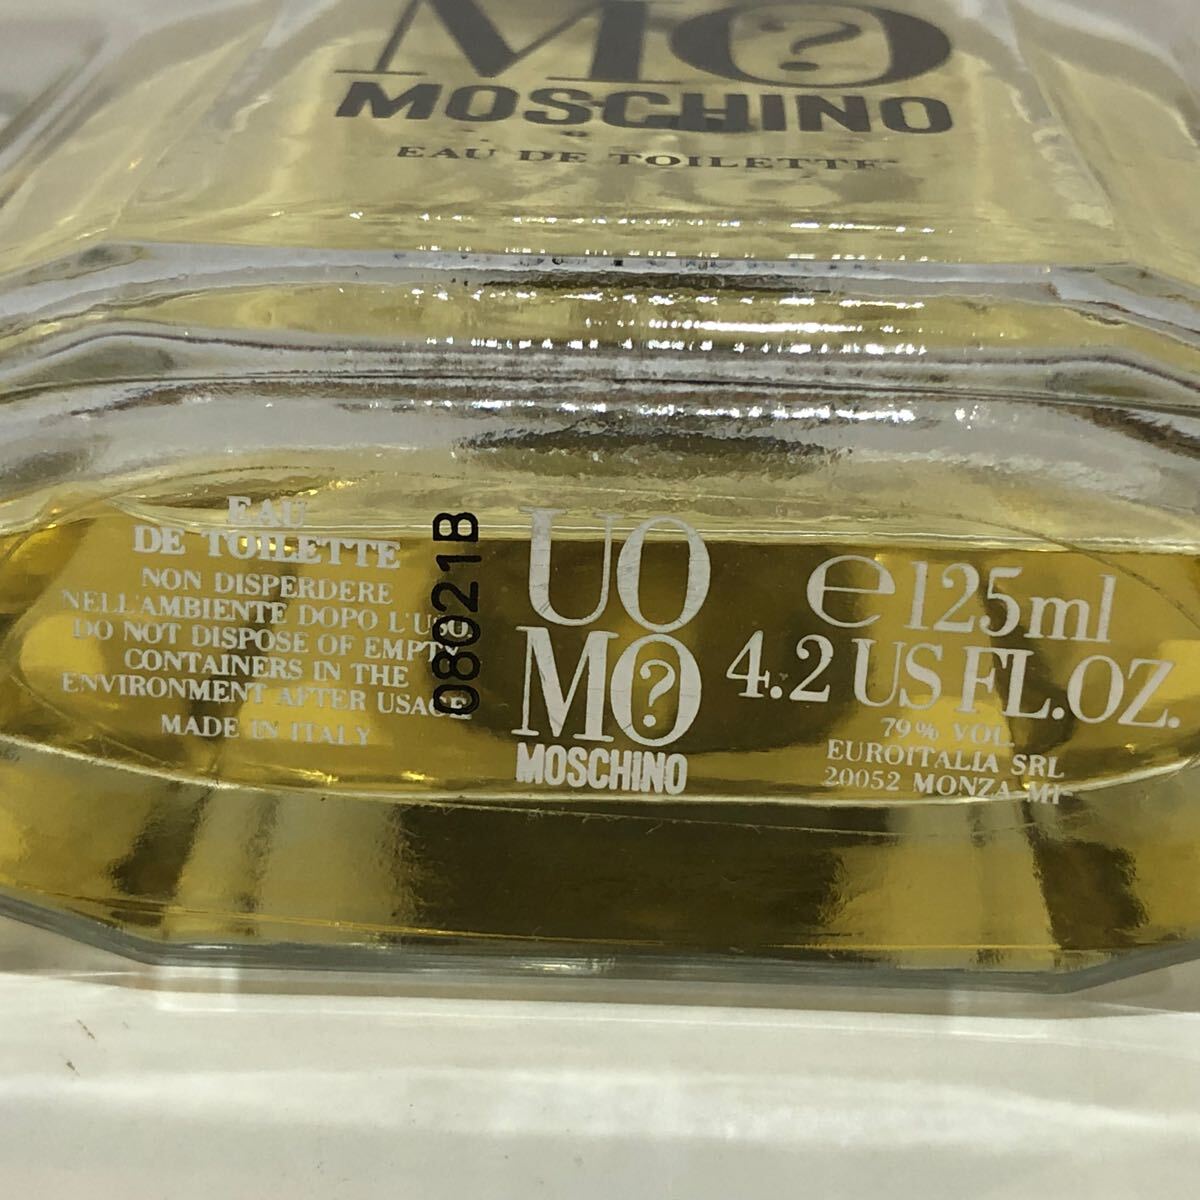 MO?
MOSCHINO
EAU DE TOILETTE
EAU
DE TOILETTE
NON DISPERDERE
NELL'AMBIENTE DOPO L'USO
DO NOT DISPOSE OF EMPTY
CONTAINERS IN THE
ENVIRONMENT AFTER USAGE
MADE IN ITALY
08021B
UO
MO?
MOSCHINO
℮125ml
4.2 US FL.OZ.
79% VOL.
EUROITALIA SRL
20052 MONZA-MI